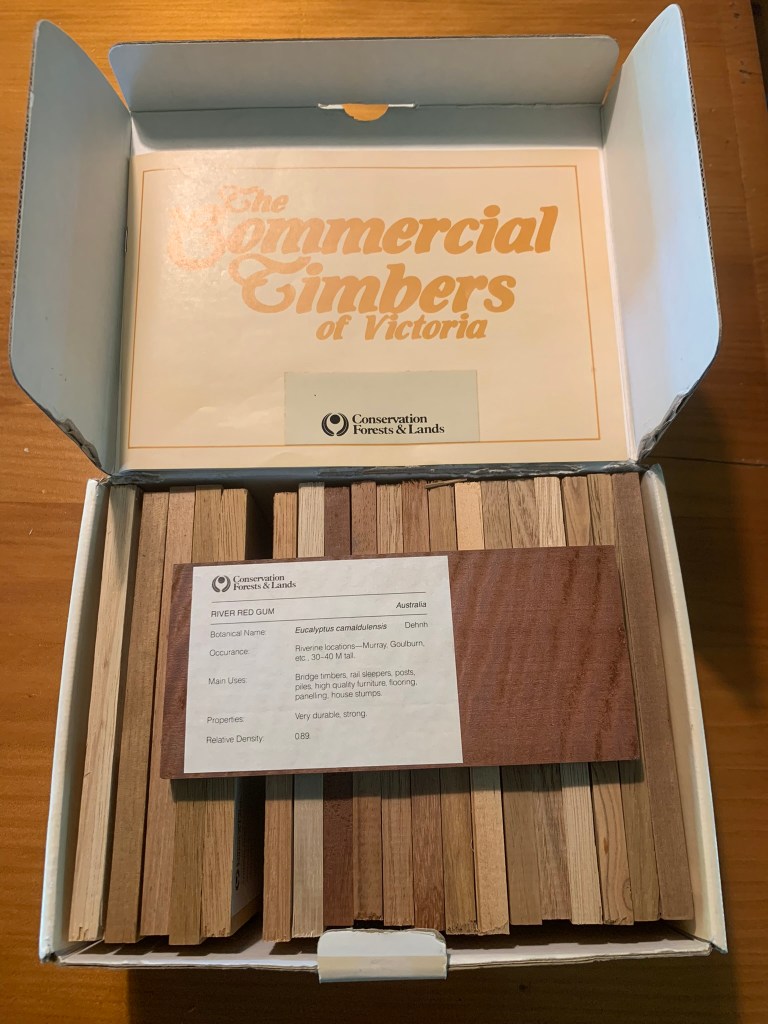 The
Commercial
Timbers
of Victoria
Conservation
Forests & Lands
Conservation
Forests & Lands
RIVER RED GUM Australia
Botanical Name: Eucalyptus camaldulensis Dehnh
Occurance: Riverine locations—Murray, Goulburn,
etc., 30–40 M tall.
Main Uses: Bridge timbers, rail sleepers, posts,
piles, high quality furniture, flooring,
panelling, house stumps.
Properties: Very durable, strong.
Relative Density: 0.89.